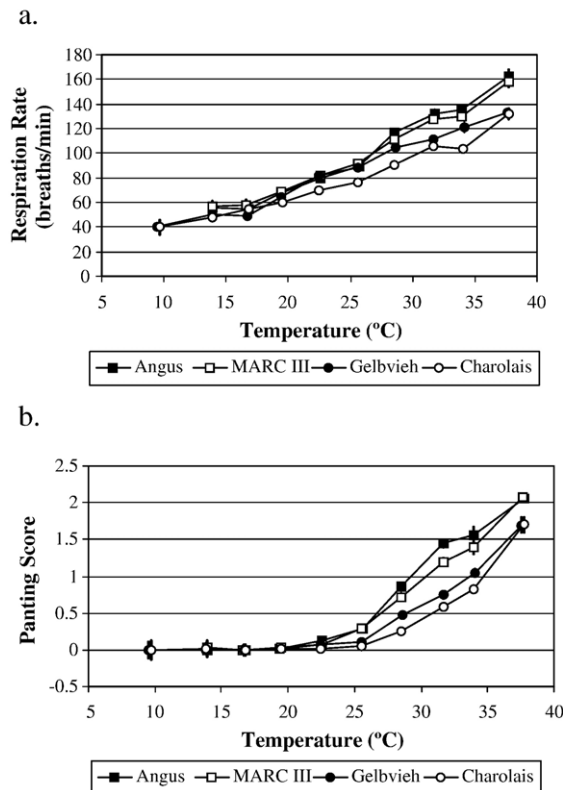 a.
180
160
140
120
100
80
60
40
20
0
Respiration Rate
(breaths/min)
5 10 15 20 25 30 35 40
Temperature (ºC)
Angus MARC III Gelbvieh Charolais
b.
2.5
2
1.5
1
0.5
0
-0.5
Panting Score
5 10 15 20 25 30 35 40
Temperature (ºC)
Angus MARC III Gelbvieh Charolais